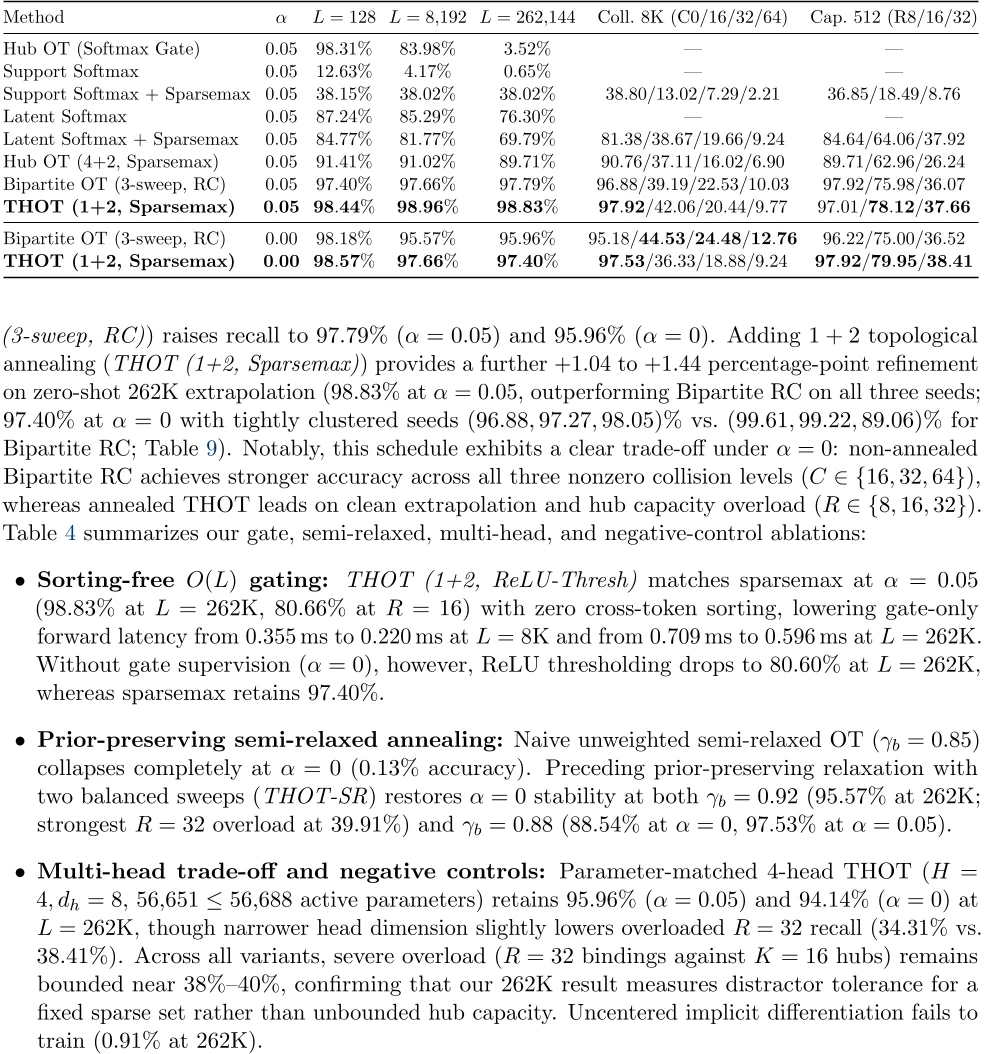 Method α L = 128 L = 8,192 L = 262,144 Coll. 8K (C0/16/32/64) Cap. 512 (R8/16/32)
Hub OT (Softmax Gate) 0.05 98.31% 83.98% 3.52% — —
Support Softmax 0.05 12.63% 4.17% 0.65% — —
Support Softmax + Sparsemax 0.05 38.15% 38.02% 38.02% 38.80/13.02/7.29/2.21 36.85/18.49/8.76
Latent Softmax 0.05 87.24% 85.29% 76.30% — —
Latent Softmax + Sparsemax 0.05 84.77% 81.77% 69.79% 81.38/38.67/19.66/9.24 84.64/64.06/37.92
Hub OT (4+2, Sparsemax) 0.05 91.41% 91.02% 89.71% 90.76/37.11/16.02/6.90 89.71/62.96/26.24
Bipartite OT (3-sweep, RC) 0.05 97.40% 97.66% 97.79% 96.88/39.19/22.53/10.03 97.92/75.98/36.07
THOT (1+2, Sparsemax) 0.05 98.44% 98.96% 98.83% 97.92/42.06/20.44/9.77 97.01/78.12/37.66
Bipartite OT (3-sweep, RC) 0.00 98.18% 95.57% 95.96% 95.18/44.53/24.48/12.76 96.22/75.00/36.52
THOT (1+2, Sparsemax) 0.00 98.57% 97.66% 97.40% 97.53/36.33/18.88/9.24 97.92/79.95/38.41
(3-sweep, RC)) raises recall to 97.79% (α = 0.05) and 95.96% (α = 0). Adding 1 + 2 topological
annealing (THOT (1+2, Sparsemax)) provides a further +1.04 to +1.44 percentage-point refinement
on zero-shot 262K extrapolation (98.83% at α = 0.05, outperforming Bipartite RC on all three seeds;
97.40% at α = 0 with tightly clustered seeds (96.88, 97.27, 98.05)% vs. (99.61, 99.22, 89.06)% for
Bipartite RC; Table 9). Notably, this schedule exhibits a clear trade-off under α = 0: non-annealed
Bipartite RC achieves stronger accuracy across all three nonzero collision levels (C ∈ {16, 32, 64}),
whereas annealed THOT leads on clean extrapolation and hub capacity overload (R ∈ {8, 16, 32}).
Table 4 summarizes our gate, semi-relaxed, multi-head, and negative-control ablations:
• Sorting-free O(L) gating: THOT (1+2, ReLU-Thresh) matches sparsemax at α = 0.05
(98.83% at L = 262K, 80.66% at R = 16) with zero cross-token sorting, lowering gate-only
forward latency from 0.355 ms to 0.220 ms at L = 8K and from 0.709 ms to 0.596 ms at L = 262K.
Without gate supervision (α = 0), however, ReLU thresholding drops to 80.60% at L = 262K,
whereas sparsemax retains 97.40%.
• Prior-preserving semi-relaxed annealing: Naive unweighted semi-relaxed OT (γb = 0.85)
collapses completely at α = 0 (0.13% accuracy). Preceding prior-preserving relaxation with
two balanced sweeps (THOT-SR) restores α = 0 stability at both γb = 0.92 (95.57% at 262K;
strongest R = 32 overload at 39.91%) and γb = 0.88 (88.54% at α = 0, 97.53% at α = 0.05).
• Multi-head trade-off and negative controls: Parameter-matched 4-head THOT (H =
4, dh = 8, 56,651 ≤ 56,688 active parameters) retains 95.96% (α = 0.05) and 94.14% (α = 0) at
L = 262K, though narrower head dimension slightly lowers overloaded R = 32 recall (34.31% vs.
38.41%). Across all variants, severe overload (R = 32 bindings against K = 16 hubs) remains
bounded near 38%–40%, confirming that our 262K result measures distractor tolerance for a
fixed sparse set rather than unbounded hub capacity. Uncentered implicit differentiation fails to
train (0.91% at 262K).